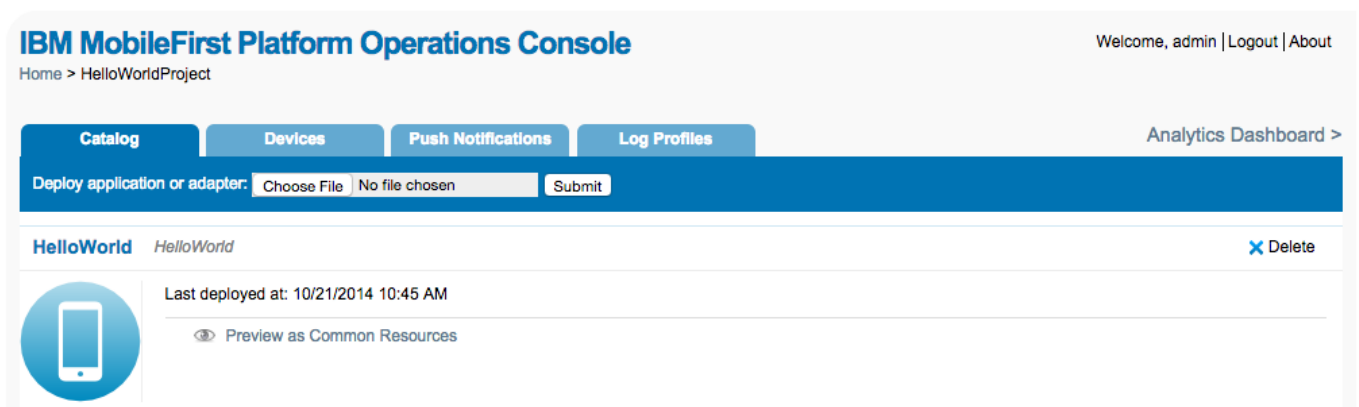 IBM MobileFirst Platform Operations Console
Welcome, admin | Logout | About
Home > HelloWorldProject
Catalog Devices Push Notifications Log Profiles Analytics Dashboard >
Deploy application or adapter: Choose File No file chosen Submit
HelloWorld HelloWorld Delete
Last deployed at: 10/21/2014 10:45 AM
Preview as Common Resources